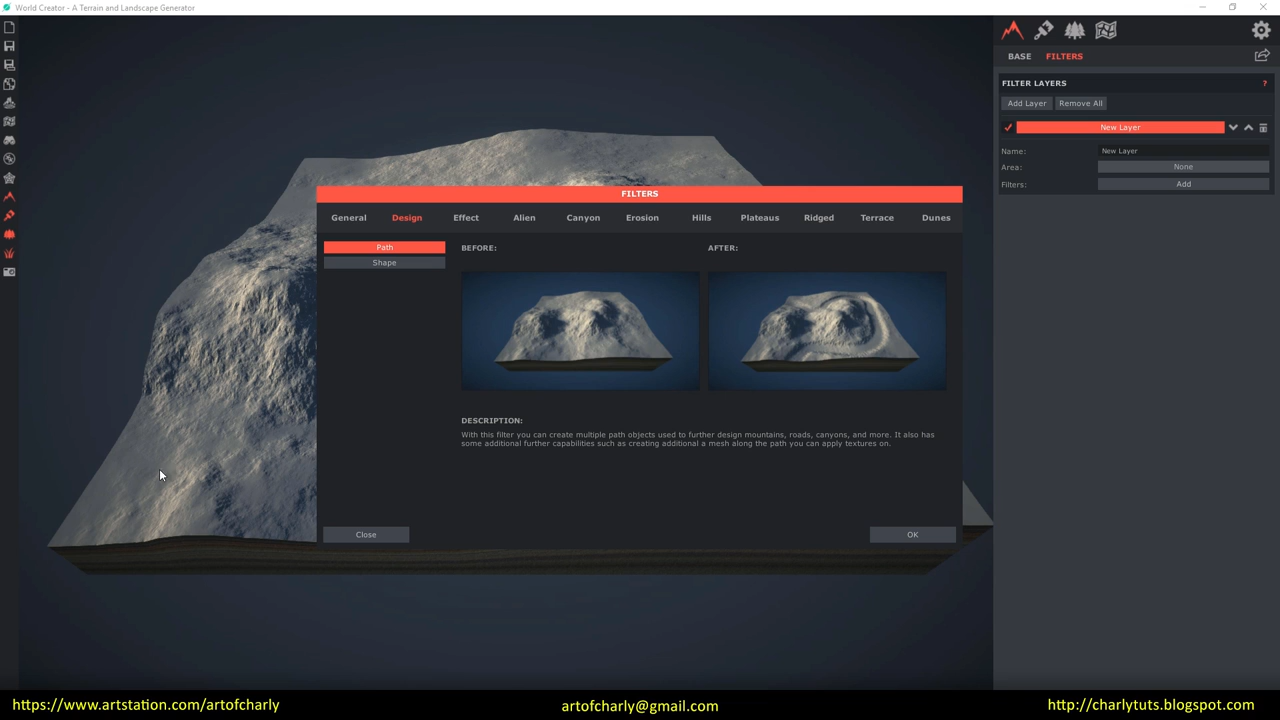 World Creator - A Terrain and Landscape Generator
BASE
FILTERS
FILTER LAYERS
?
Add Layer
Remove All
New Layer
Name:
New Layer
Area:
None
Filters:
Add
FILTERS
General
Design
Effect
Alien
Canyon
Erosion
Hills
Plateaus
Ridged
Terrace
Dunes
Path
Shape
BEFORE:
AFTER:
DESCRIPTION:
With this filter you can create multiple path objects used to further design mountains, roads, canyons, and more. It also has
some additional further capabilities such as creating additional a mesh along the path you can apply textures on.
Close
OK
https://www.artstation.com/artofcharly
artofcharly@gmail.com
http://charlytuts.blogspot.com